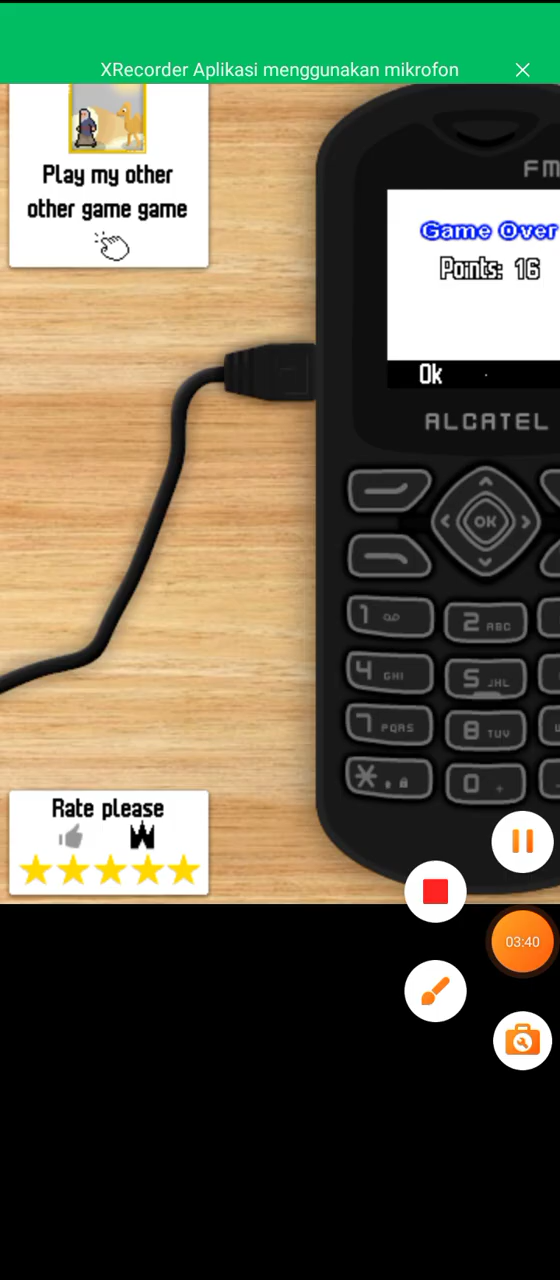 XRecorder Aplikasi menggunakan mikrofon
Play my other
other game game
FM
Game Over
Points: 16
Ok
ALCATEL
OK
1
2 ABC
4 GHI
5 JHL
7 PQRS
8 TUV
* ,
0 +
Rate please
03:40